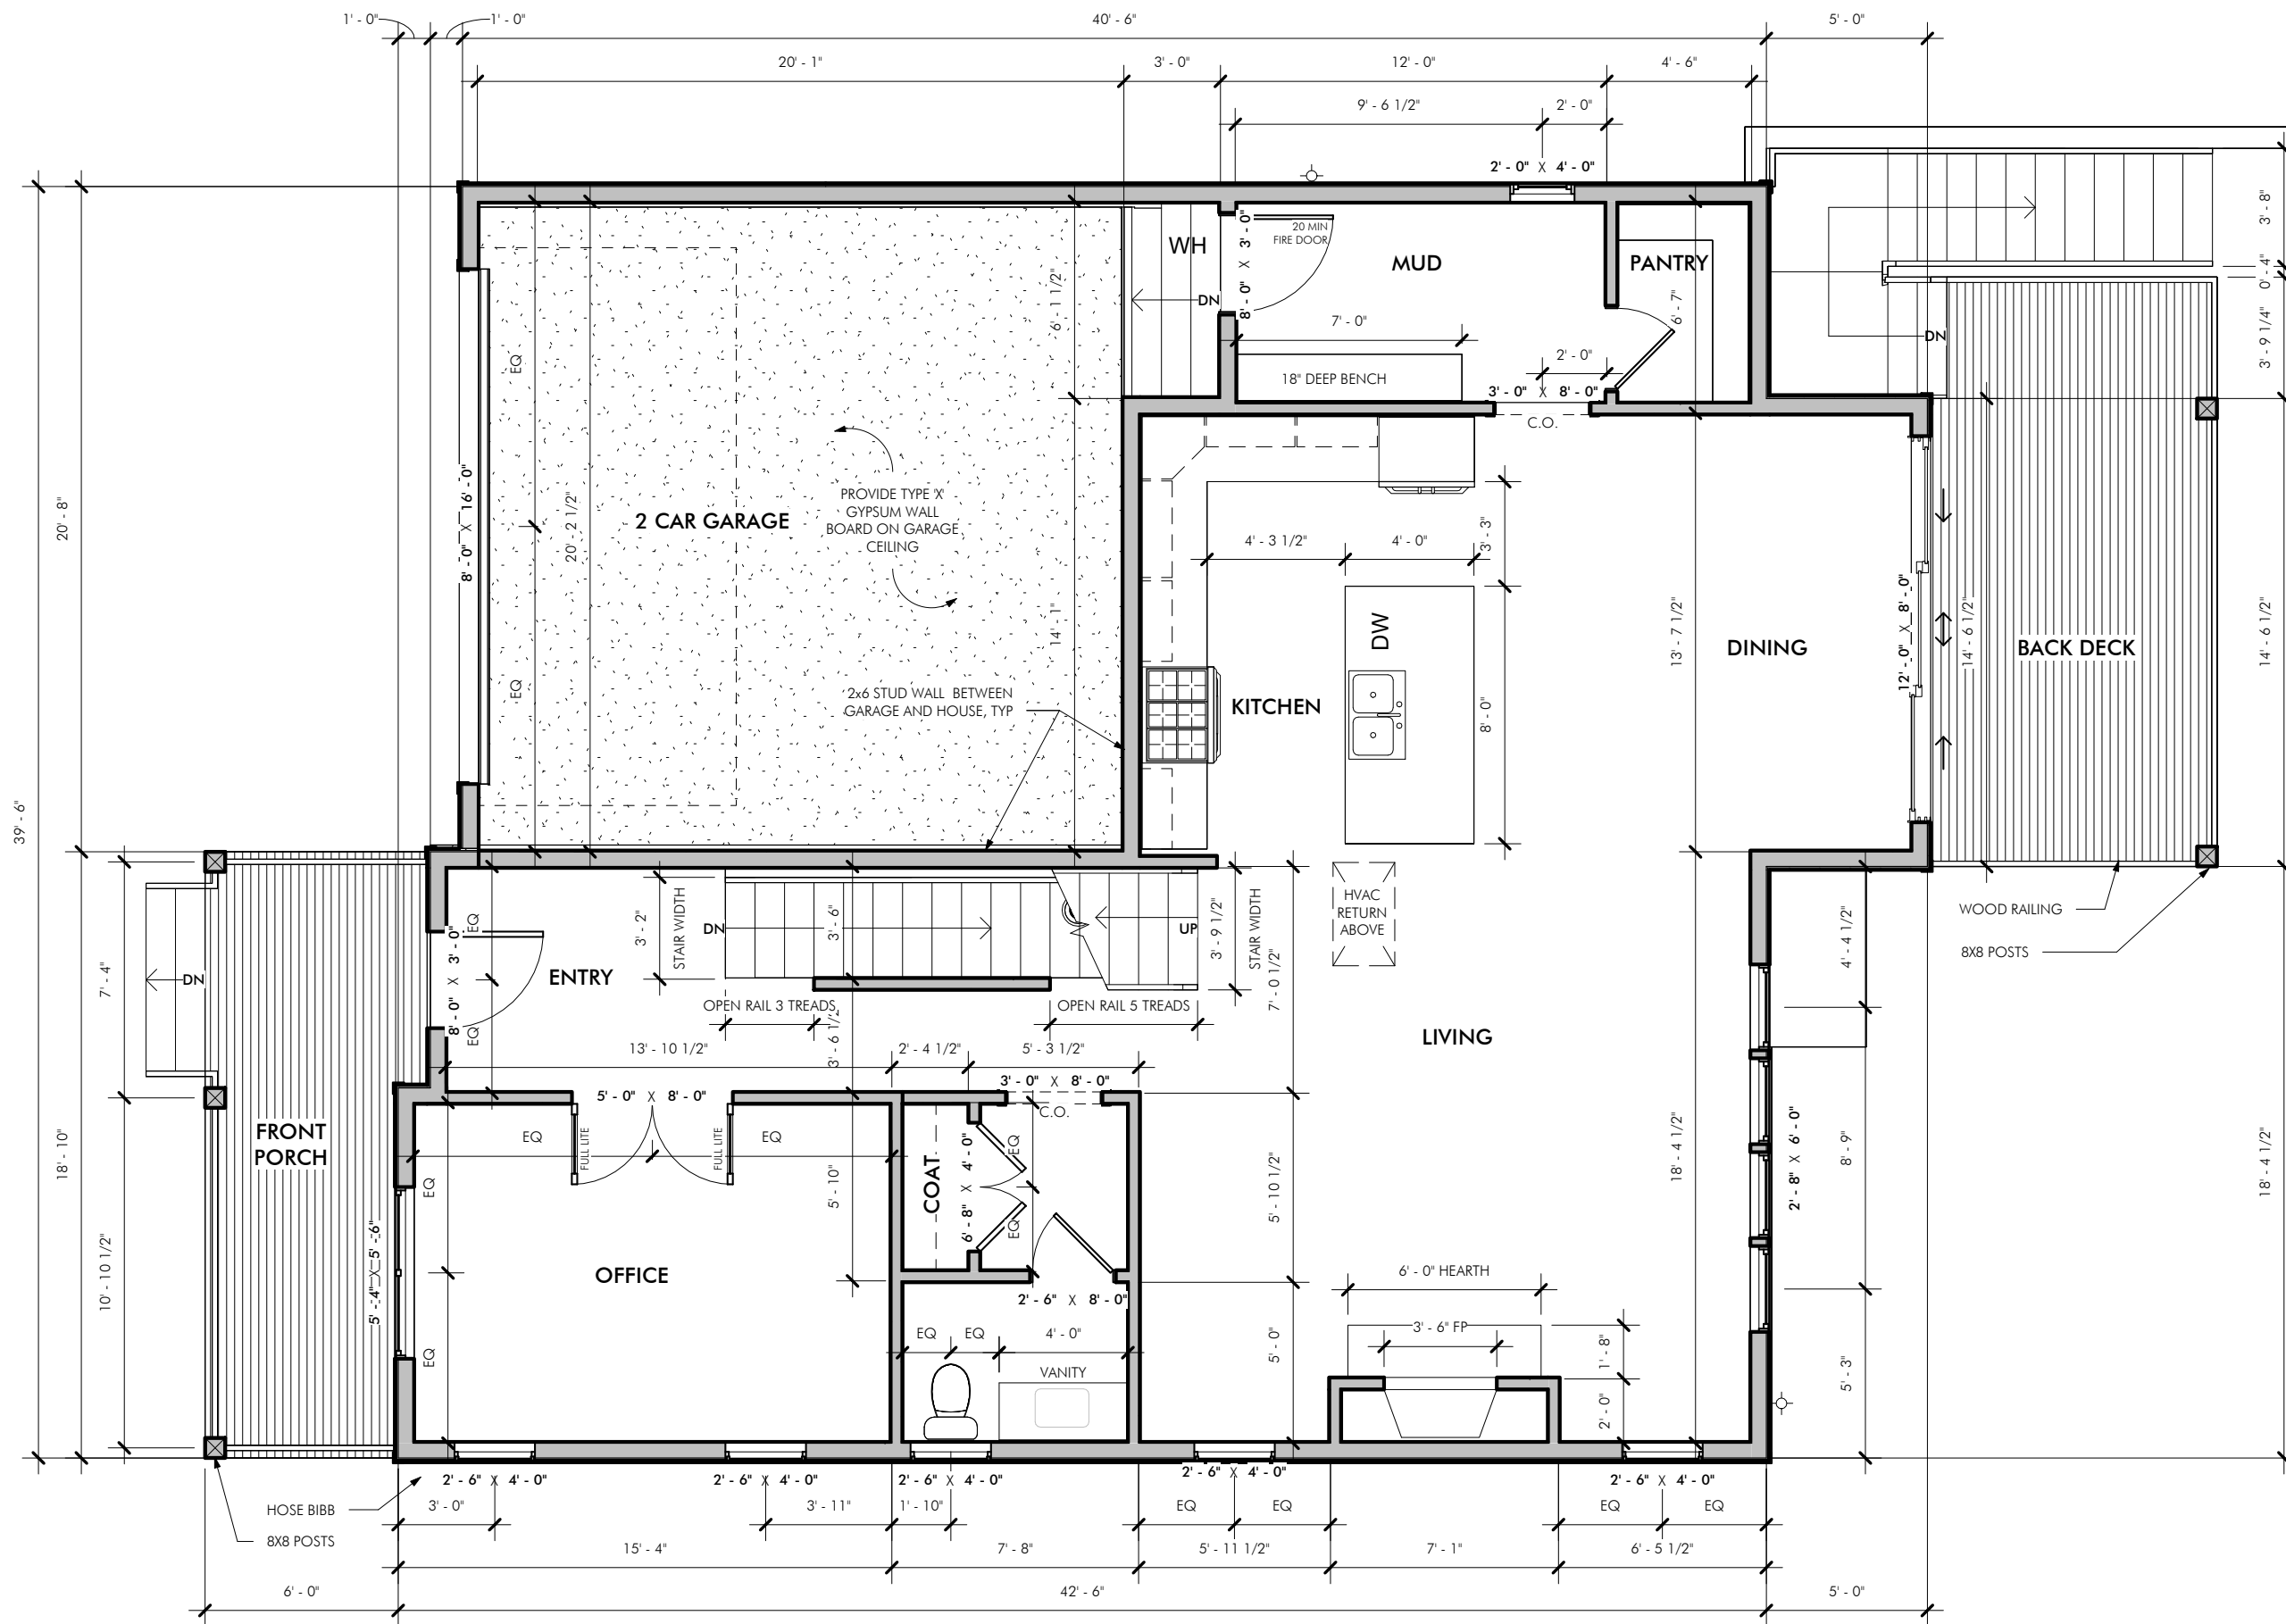 1' - 0"
1' - 0"
40' - 6"
5' - 0"
20' - 1"
3' - 0"
12' - 0"
4' - 6"
9' - 6 1/2"
2' - 0"
2' - 0" X 4' - 0"
WH
8' - 0" X 3' - 0"
20 MIN
FIRE DOOR
MUD
PANTRY
6' - 7"
DN
6' - 1 1/2"
7' - 0"
18" DEEP BENCH
2' - 0"
3' - 0" X 8' - 0"
C.O.
DN
3' - 8"
0' - 4"
3' - 9 1/4"
EQ
EQ
8' - 0" X 16' - 0"
20' - 2 1/2"
2 CAR GARAGE
PROVIDE TYPE 'X'
GYPSUM WALL
BOARD ON GARAGE
CEILING
14' - 1"
2x6 STUD WALL BETWEEN
GARAGE AND HOUSE, TYP
20' - 8"
39' - 6"
4' - 3 1/2"
4' - 0"
3' - 3"
DW
8' - 0"
KITCHEN
13' - 7 1/2"
DINING
12' - 0" X 8' - 0"
14' - 6 1/2"
BACK DECK
14' - 6 1/2"
WOOD RAILING
8X8 POSTS
HVAC
RETURN
ABOVE
7' - 4"
DN
8' - 0" X 3' - 0"
EQ
EQ
ENTRY
3' - 2"
STAIR WIDTH
DN
3' - 6"
UP
3' - 9 1/2"
STAIR WIDTH
7' - 0 1/2"
OPEN RAIL 3 TREADS
OPEN RAIL 5 TREADS
3' - 6 1/2"
13' - 10 1/2"
2' - 4 1/2"
5' - 3 1/2"
3' - 0" X 8' - 0"
C.O.
5' - 0" X 8' - 0"
EQ
FULL LITE
FULL LITE
EQ
LIVING
4' - 4 1/2"
8' - 9"
2' - 8" X 6' - 0"
18' - 4 1/2"
18' - 4 1/2"
5' - 3"
18' - 10"
10' - 10 1/2"
FRONT
PORCH
5' - 4" X 5' - 6"
EQ
EQ
OFFICE
5' - 10"
COAT
6' - 8" X 4' - 0"
EQ
EQ
5' - 10 1/2"
2' - 6" X 8' - 0"
EQ
EQ
4' - 0"
VANITY
5' - 0"
6' - 0" HEARTH
3' - 6" FP
1' - 8"
2' - 0"
2' - 6" X 4' - 0"
2' - 6" X 4' - 0"
2' - 6" X 4' - 0"
2' - 6" X 4' - 0"
2' - 6" X 4' - 0"
HOSE BIBB
8X8 POSTS
3' - 0"
3' - 11"
1' - 10"
EQ
EQ
EQ
EQ
15' - 4"
7' - 8"
5' - 11 1/2"
7' - 1"
6' - 5 1/2"
6' - 0"
42' - 6"
5' - 0"